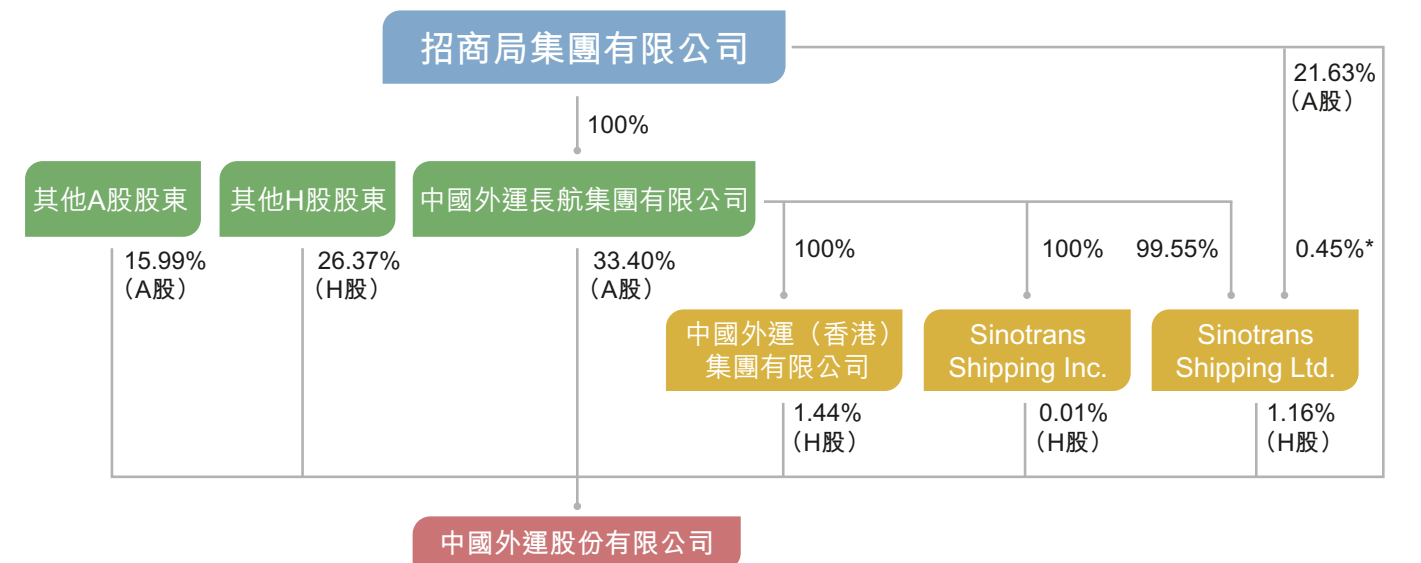 招商局集團有限公司
21.63%
（A股）
100%
其他A股股東
其他H股股東
中國外運長航集團有限公司
15.99%
（A股）
26.37%
（H股）
33.40%
（A股）
100%
100%
99.55%
0.45%*
中國外運（香港）
集團有限公司
Sinotrans
Shipping Inc.
Sinotrans
Shipping Ltd.
1.44%
（H股）
0.01%
（H股）
1.16%
（H股）
中國外運股份有限公司